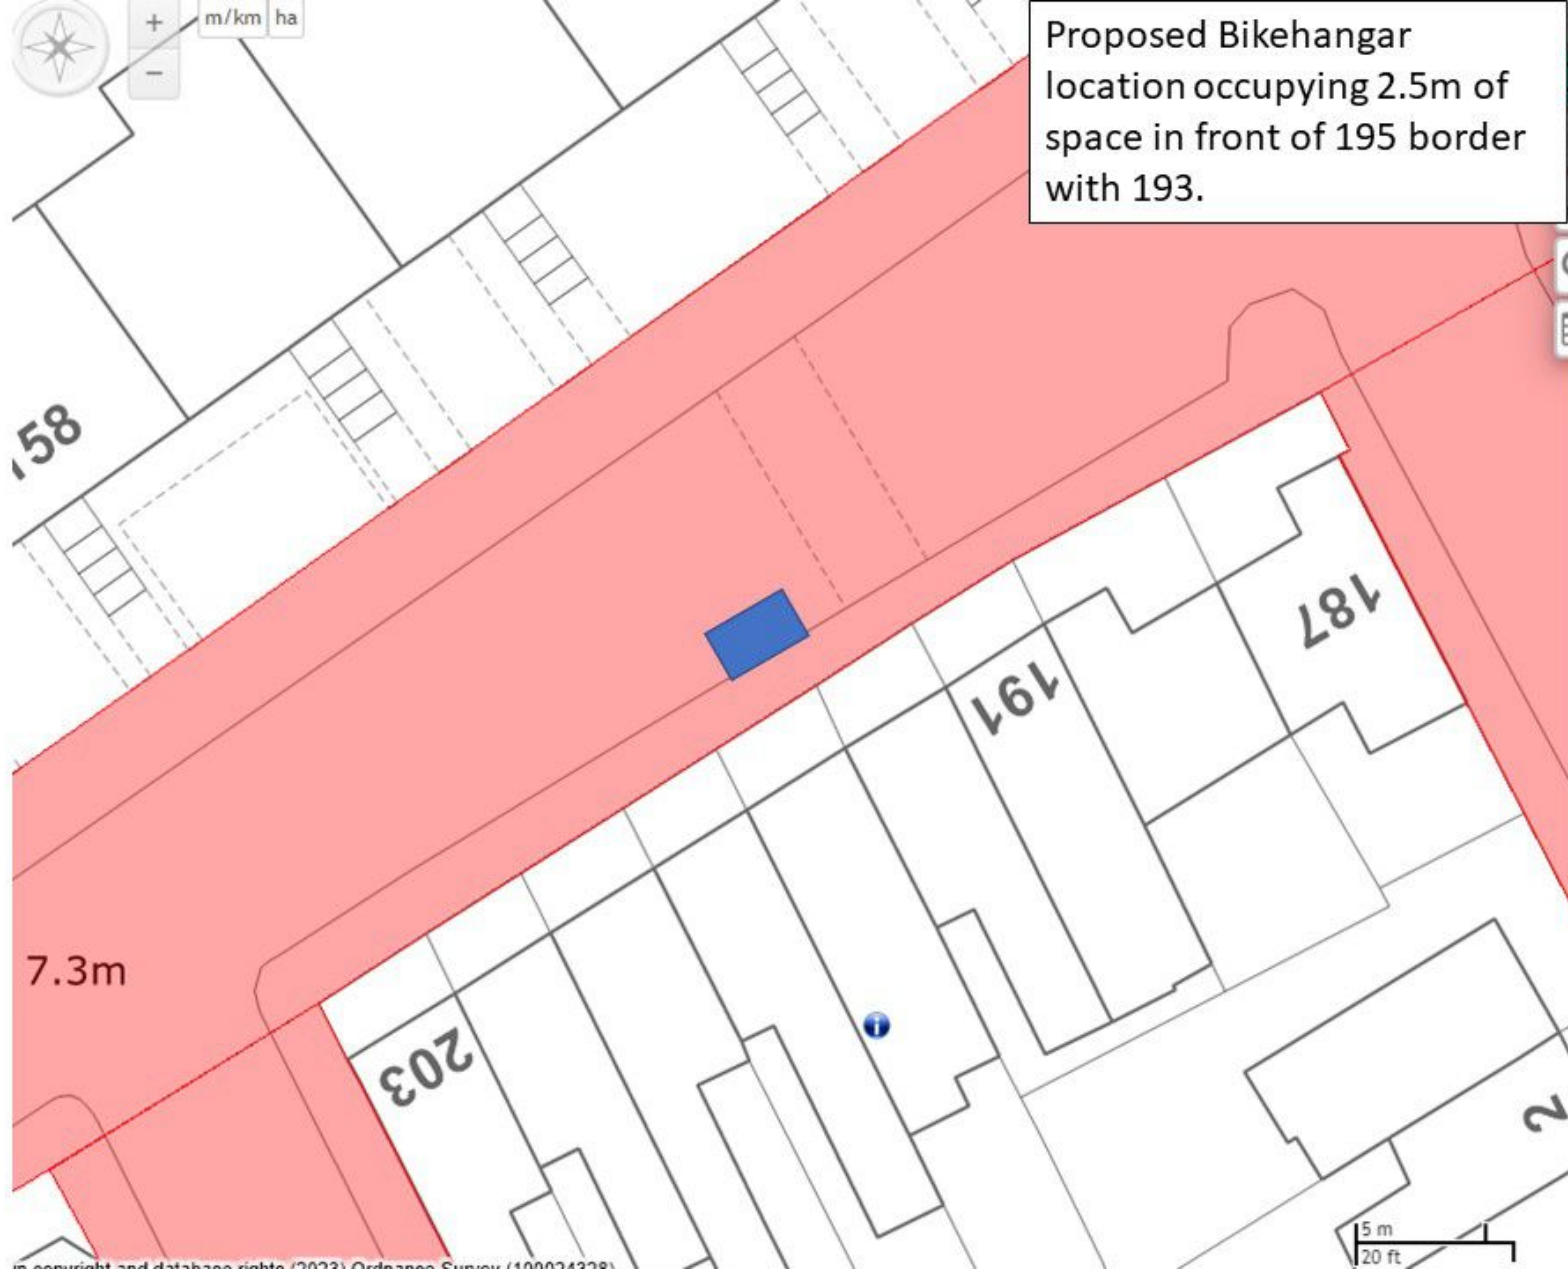 +
−
m/km ha
Proposed Bikehangar
location occupying 2.5m of
space in front of 195 border
with 193.
158
187
191
7.3m
203
2
5 m
20 ft
copyright and database rights (2023) Ordnance Survey (100024328)